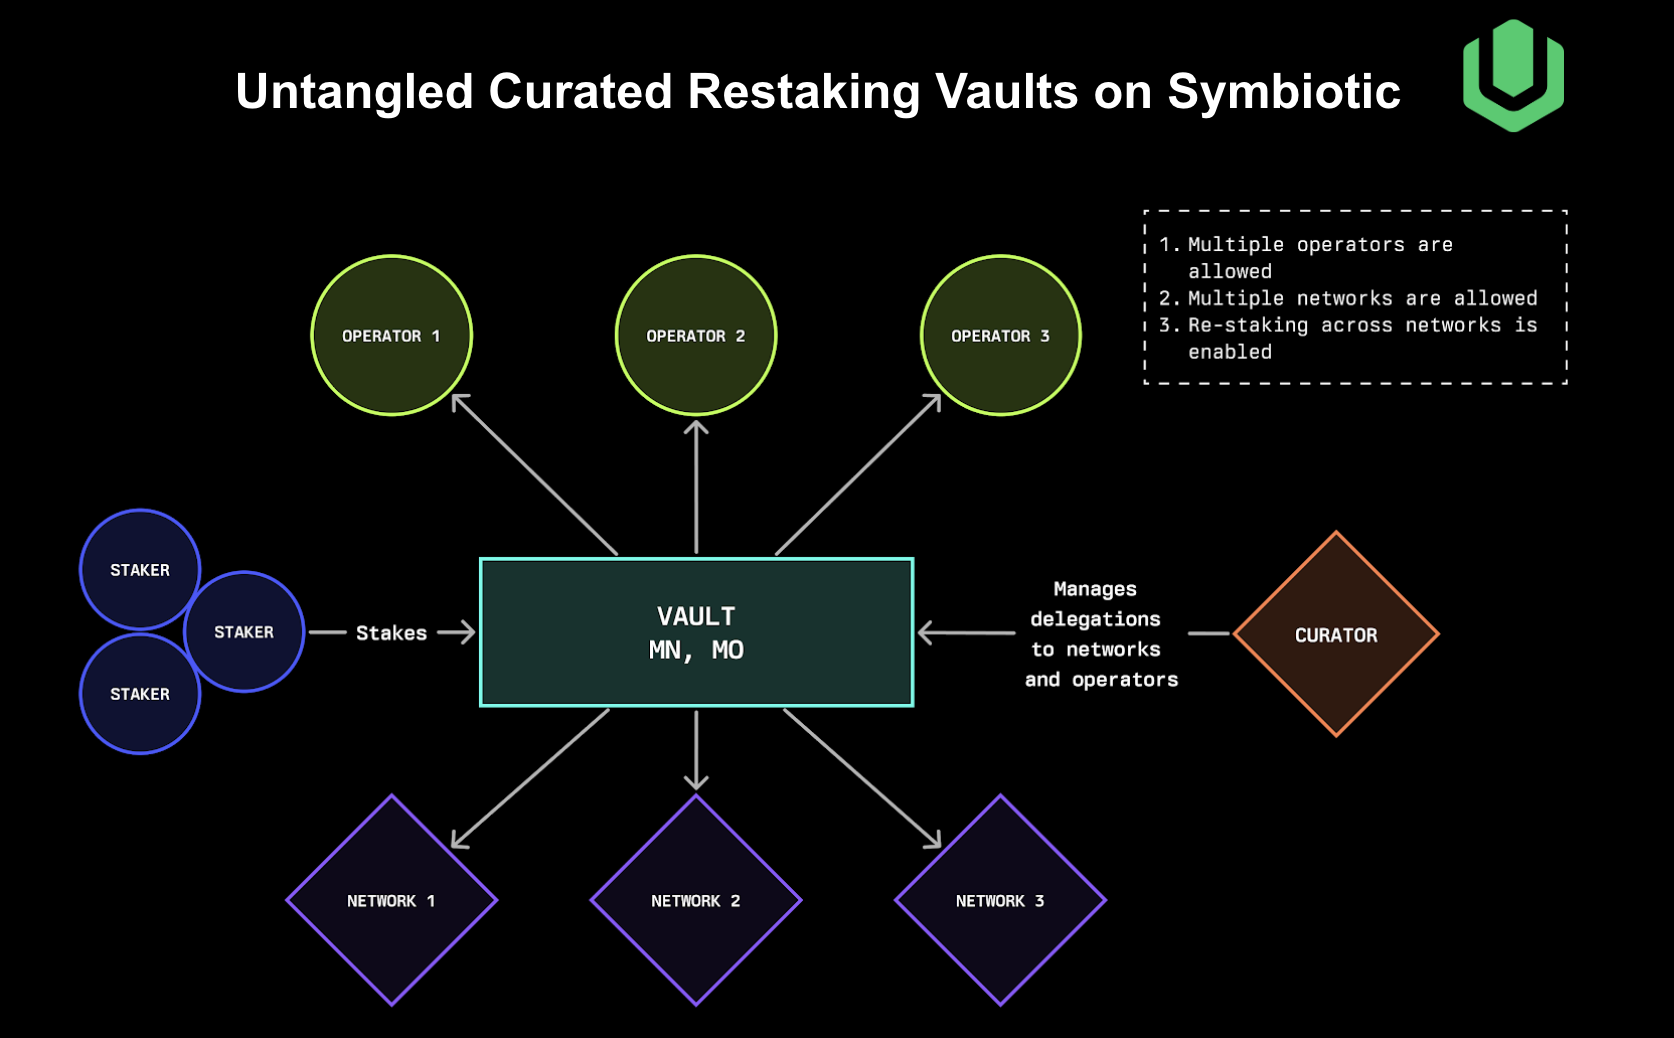 Untangled Curated Restaking Vaults on Symbiotic
1. Multiple operators are
allowed
2. Multiple networks are allowed
3. Re-staking across networks is
enabled
OPERATOR 1
OPERATOR 2
OPERATOR 3
STAKER
STAKER
STAKER
Stakes
VAULT
MN, MO
Manages
delegations
to networks
and operators
CURATOR
NETWORK 1
NETWORK 2
NETWORK 3